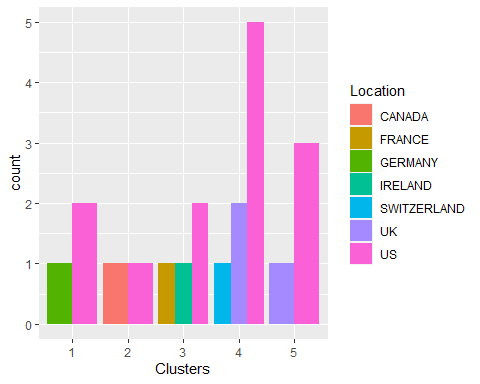 5
4
3
2
1
0
count
1 2 3 4 5
Clusters
Location
CANADA
FRANCE
GERMANY
IRELAND
SWITZERLAND
UK
US